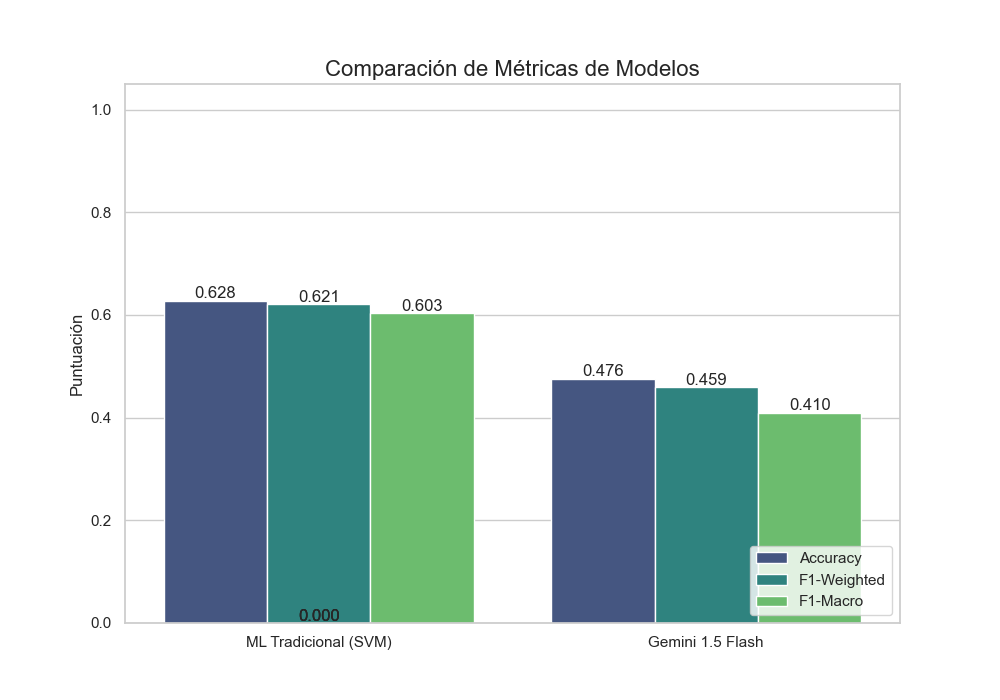 Comparación de Métricas de Modelos
Puntuación
1.0
0.8
0.6
0.4
0.2
0.0
0.628
0.621
0.603
0.476
0.459
0.410
0.000
ML Tradicional (SVM)
Gemini 1.5 Flash
Accuracy
F1-Weighted
F1-Macro